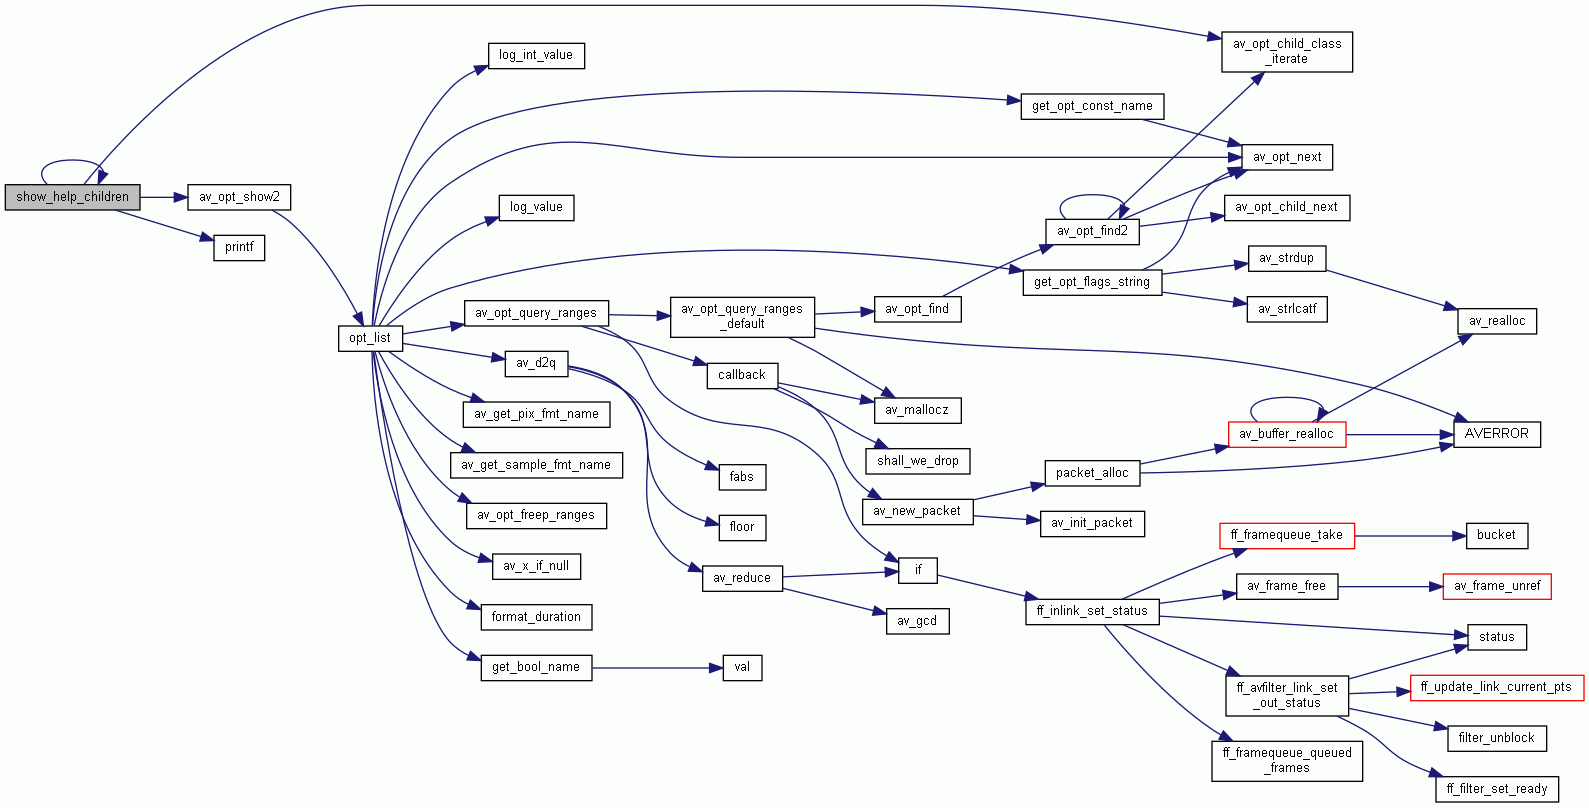 show_help_children
av_opt_show2
printf
opt_list
log_int_value
log_value
av_opt_query_ranges
av_d2q
av_get_pix_fmt_name
av_get_sample_fmt_name
av_opt_freep_ranges
av_x_if_null
format_duration
get_bool_name
av_opt_query_ranges
_default
callback
fabs
floor
av_reduce
val
av_opt_find
av_mallocz
shall_we_drop
av_new_packet
if
av_gcd
get_opt_const_name
av_opt_find2
get_opt_flags_string
packet_alloc
av_init_packet
ff_inlink_set_status
av_opt_child_class
_iterate
av_opt_next
av_opt_child_next
av_strdup
av_strlcatf
av_buffer_realloc
ff_framequeue_take
av_frame_free
ff_avfilter_link_set
_out_status
ff_framequeue_queued
_frames
av_realloc
AVERROR
bucket
av_frame_unref
status
ff_update_link_current_pts
filter_unblock
ff_filter_set_ready